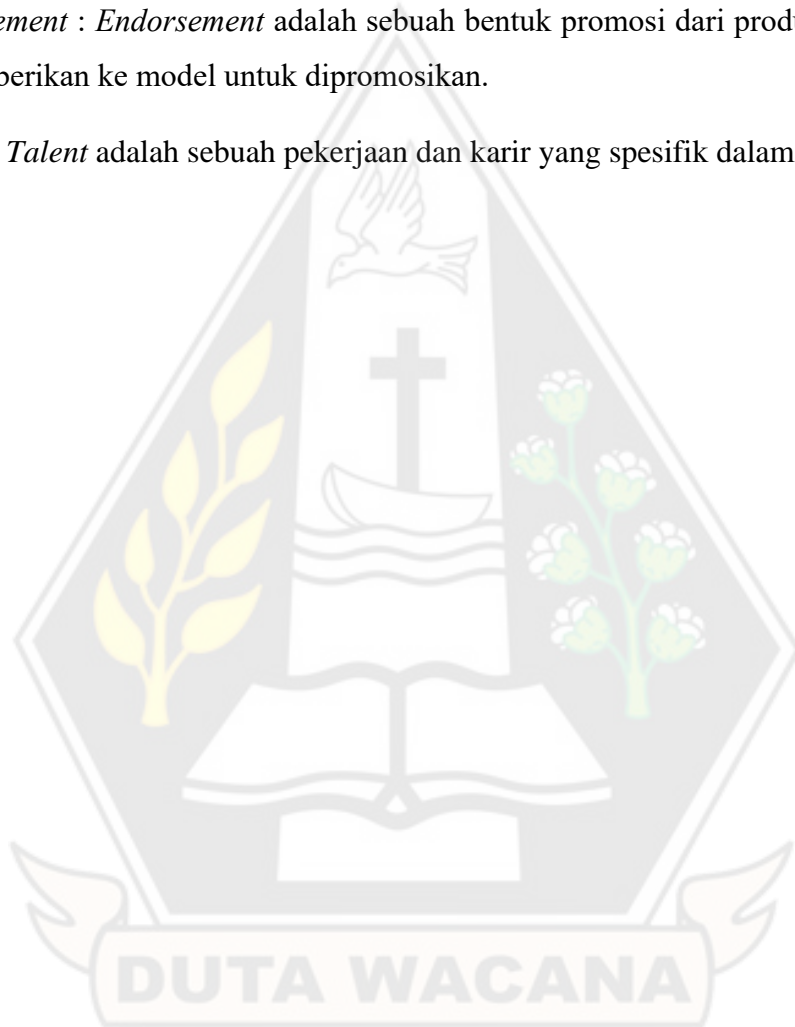 ement : Endorsement adalah sebuah bentuk promosi dari produ
berikan ke model untuk dipromosikan.
Talent adalah sebuah pekerjaan dan karir yang spesifik dalam
DUTA WACANA